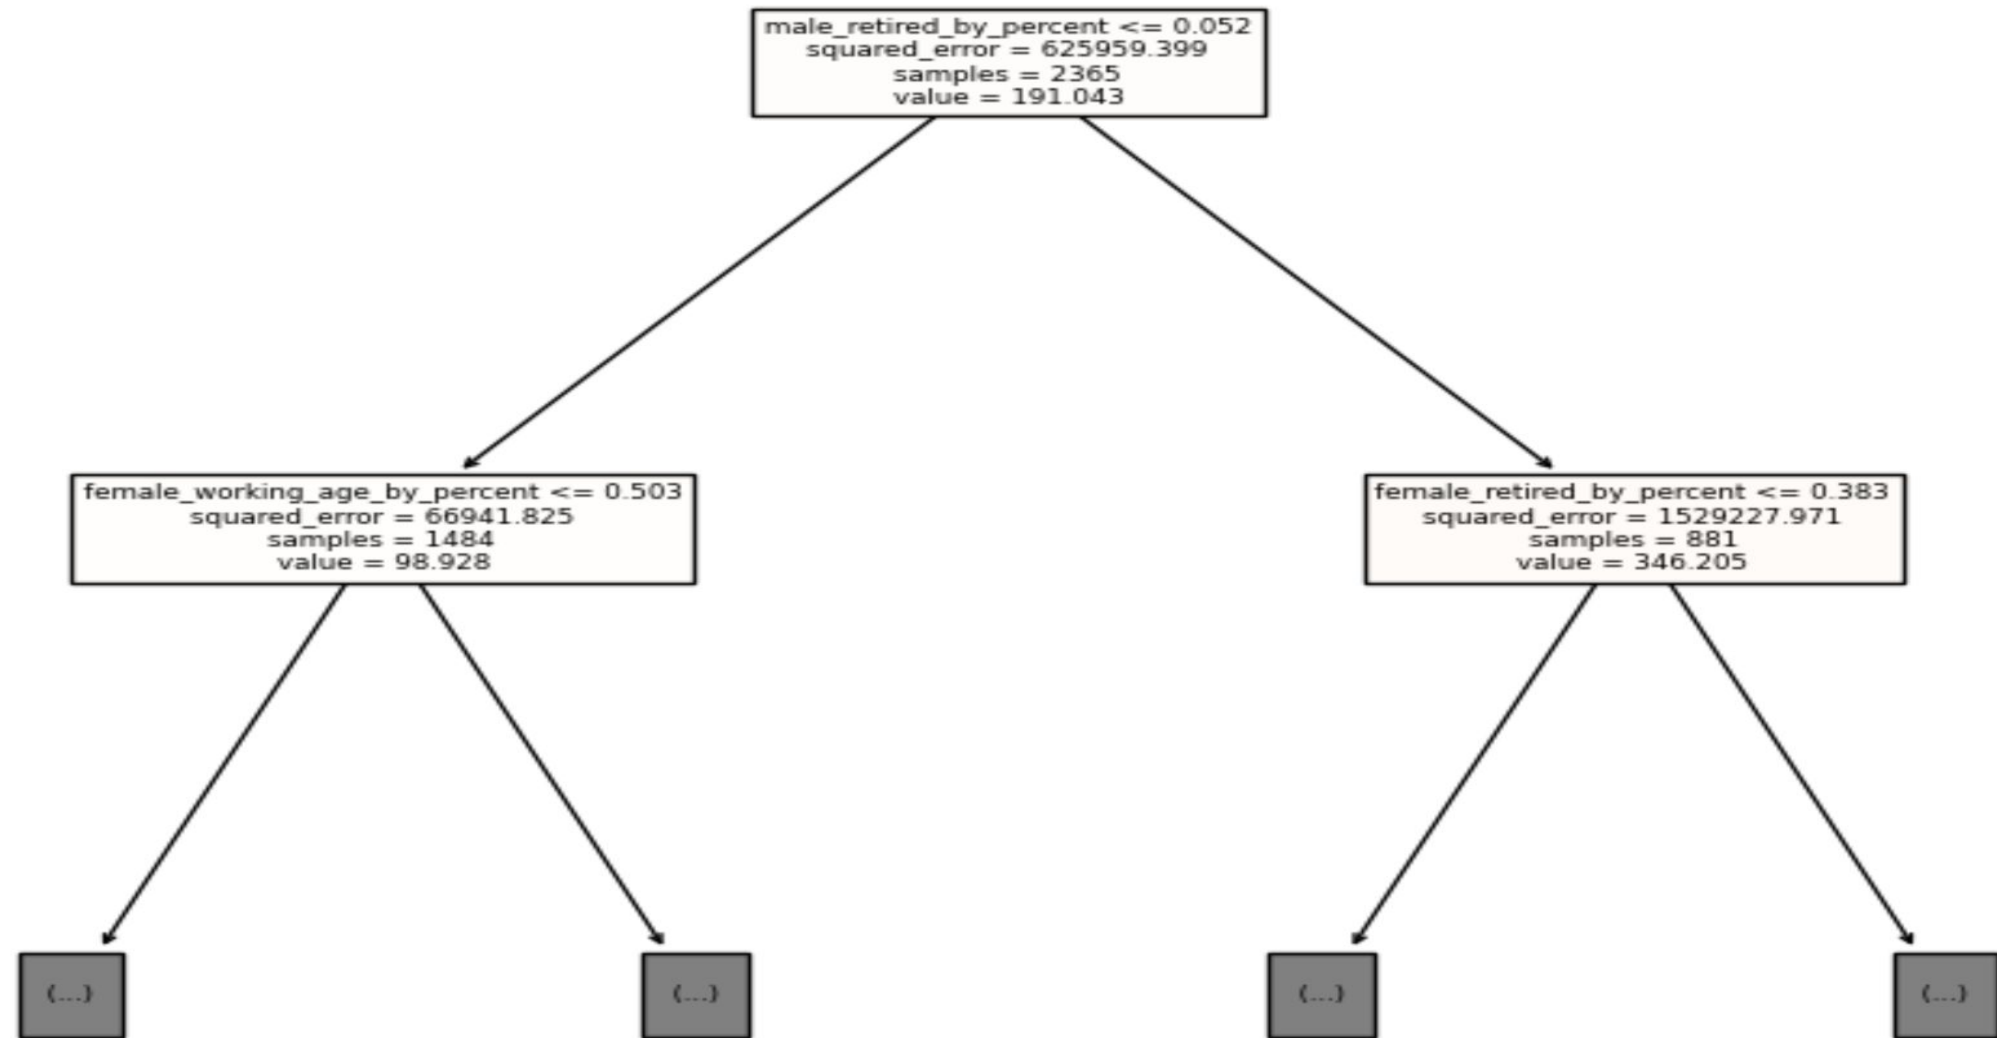 male_retired_by_percent <= 0.052
squared_error = 625959.399
samples = 2365
value = 191.043
female_working_age_by_percent <= 0.503
squared_error = 66941.825
samples = 1484
value = 98.928
female_retired_by_percent <= 0.383
squared_error = 1529227.971
samples = 881
value = 346.205
(...)
(...)
(...)
(...)